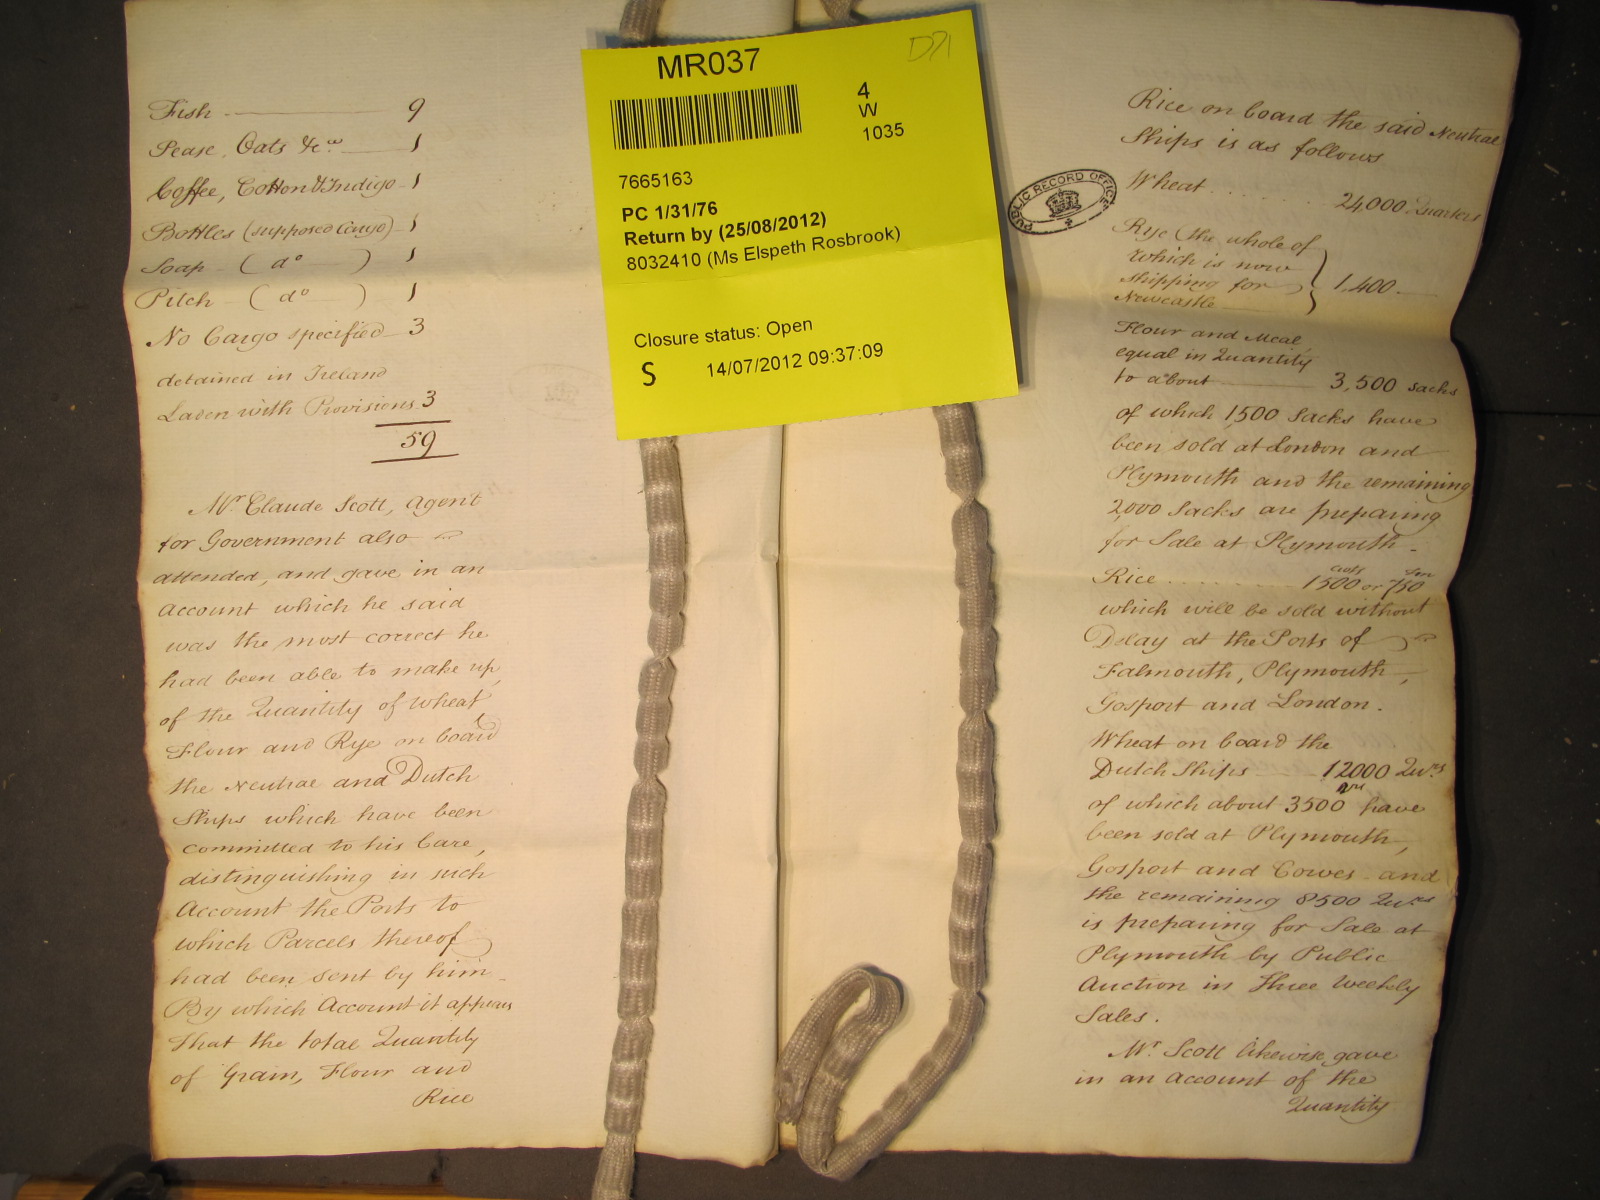 Fish 9
Pease, Oats &c.a 1
Coffee, Cotton & Indigo 1
Bottles (supposed Cargo) 1
Soap (do) 1
Pitch (do) 1
No Cargo specified 3
detained in Ireland
Laden with Provisions 3
59
Mr Claude Scott, Agent
for Government also
attended, and gave in an
Account which he said
was the most correct he
had been able to make up,
of the Quantity of Wheat
Flour and Rye on board
the Neutral and Dutch
Ships which have been
committed to his Care,
distinguishing in such
Account the Ports to
which Parcels thereof
had been sent by him
By which Account it appears
that the total Quantity
of Grain, Flour and
Rice
MR037
D71
4
W
1035
7665163
PC 1/31/76
Return by (25/08/2012)
8032410 (Ms Elspeth Rosbrook)
Closure status: Open
S 14/07/2012 09:37:09
PUBLIC RECORD OFFICE
Rice on board the said Neutral
Ships is as follows
Wheat 24,000 Quarters
Rye (the whole of
which is now
shipping for 1,400
Newcastle
Flour and Meal
equal in Quantity
to about 3,500 sacks
of which 1,500 Sacks have
been sold at London and
Plymouth and the remaining
2,000 Sacks are preparing
for Sale at Plymouth.
Rice 1500 or 750
which will be sold without
Delay at the Ports of
Falmouth, Plymouth,
Gosport and London.
Wheat on board the
Dutch Ships 12000 Qurs
of which about 3500 have
been sold at Plymouth,
Gosport and Cowes and
the remaining 8500 Qurs
is preparing for Sale at
Plymouth by Public
Auction in Three Weekly
Sales.
Mr Scott likewise gave
in an Account of the
Quantity